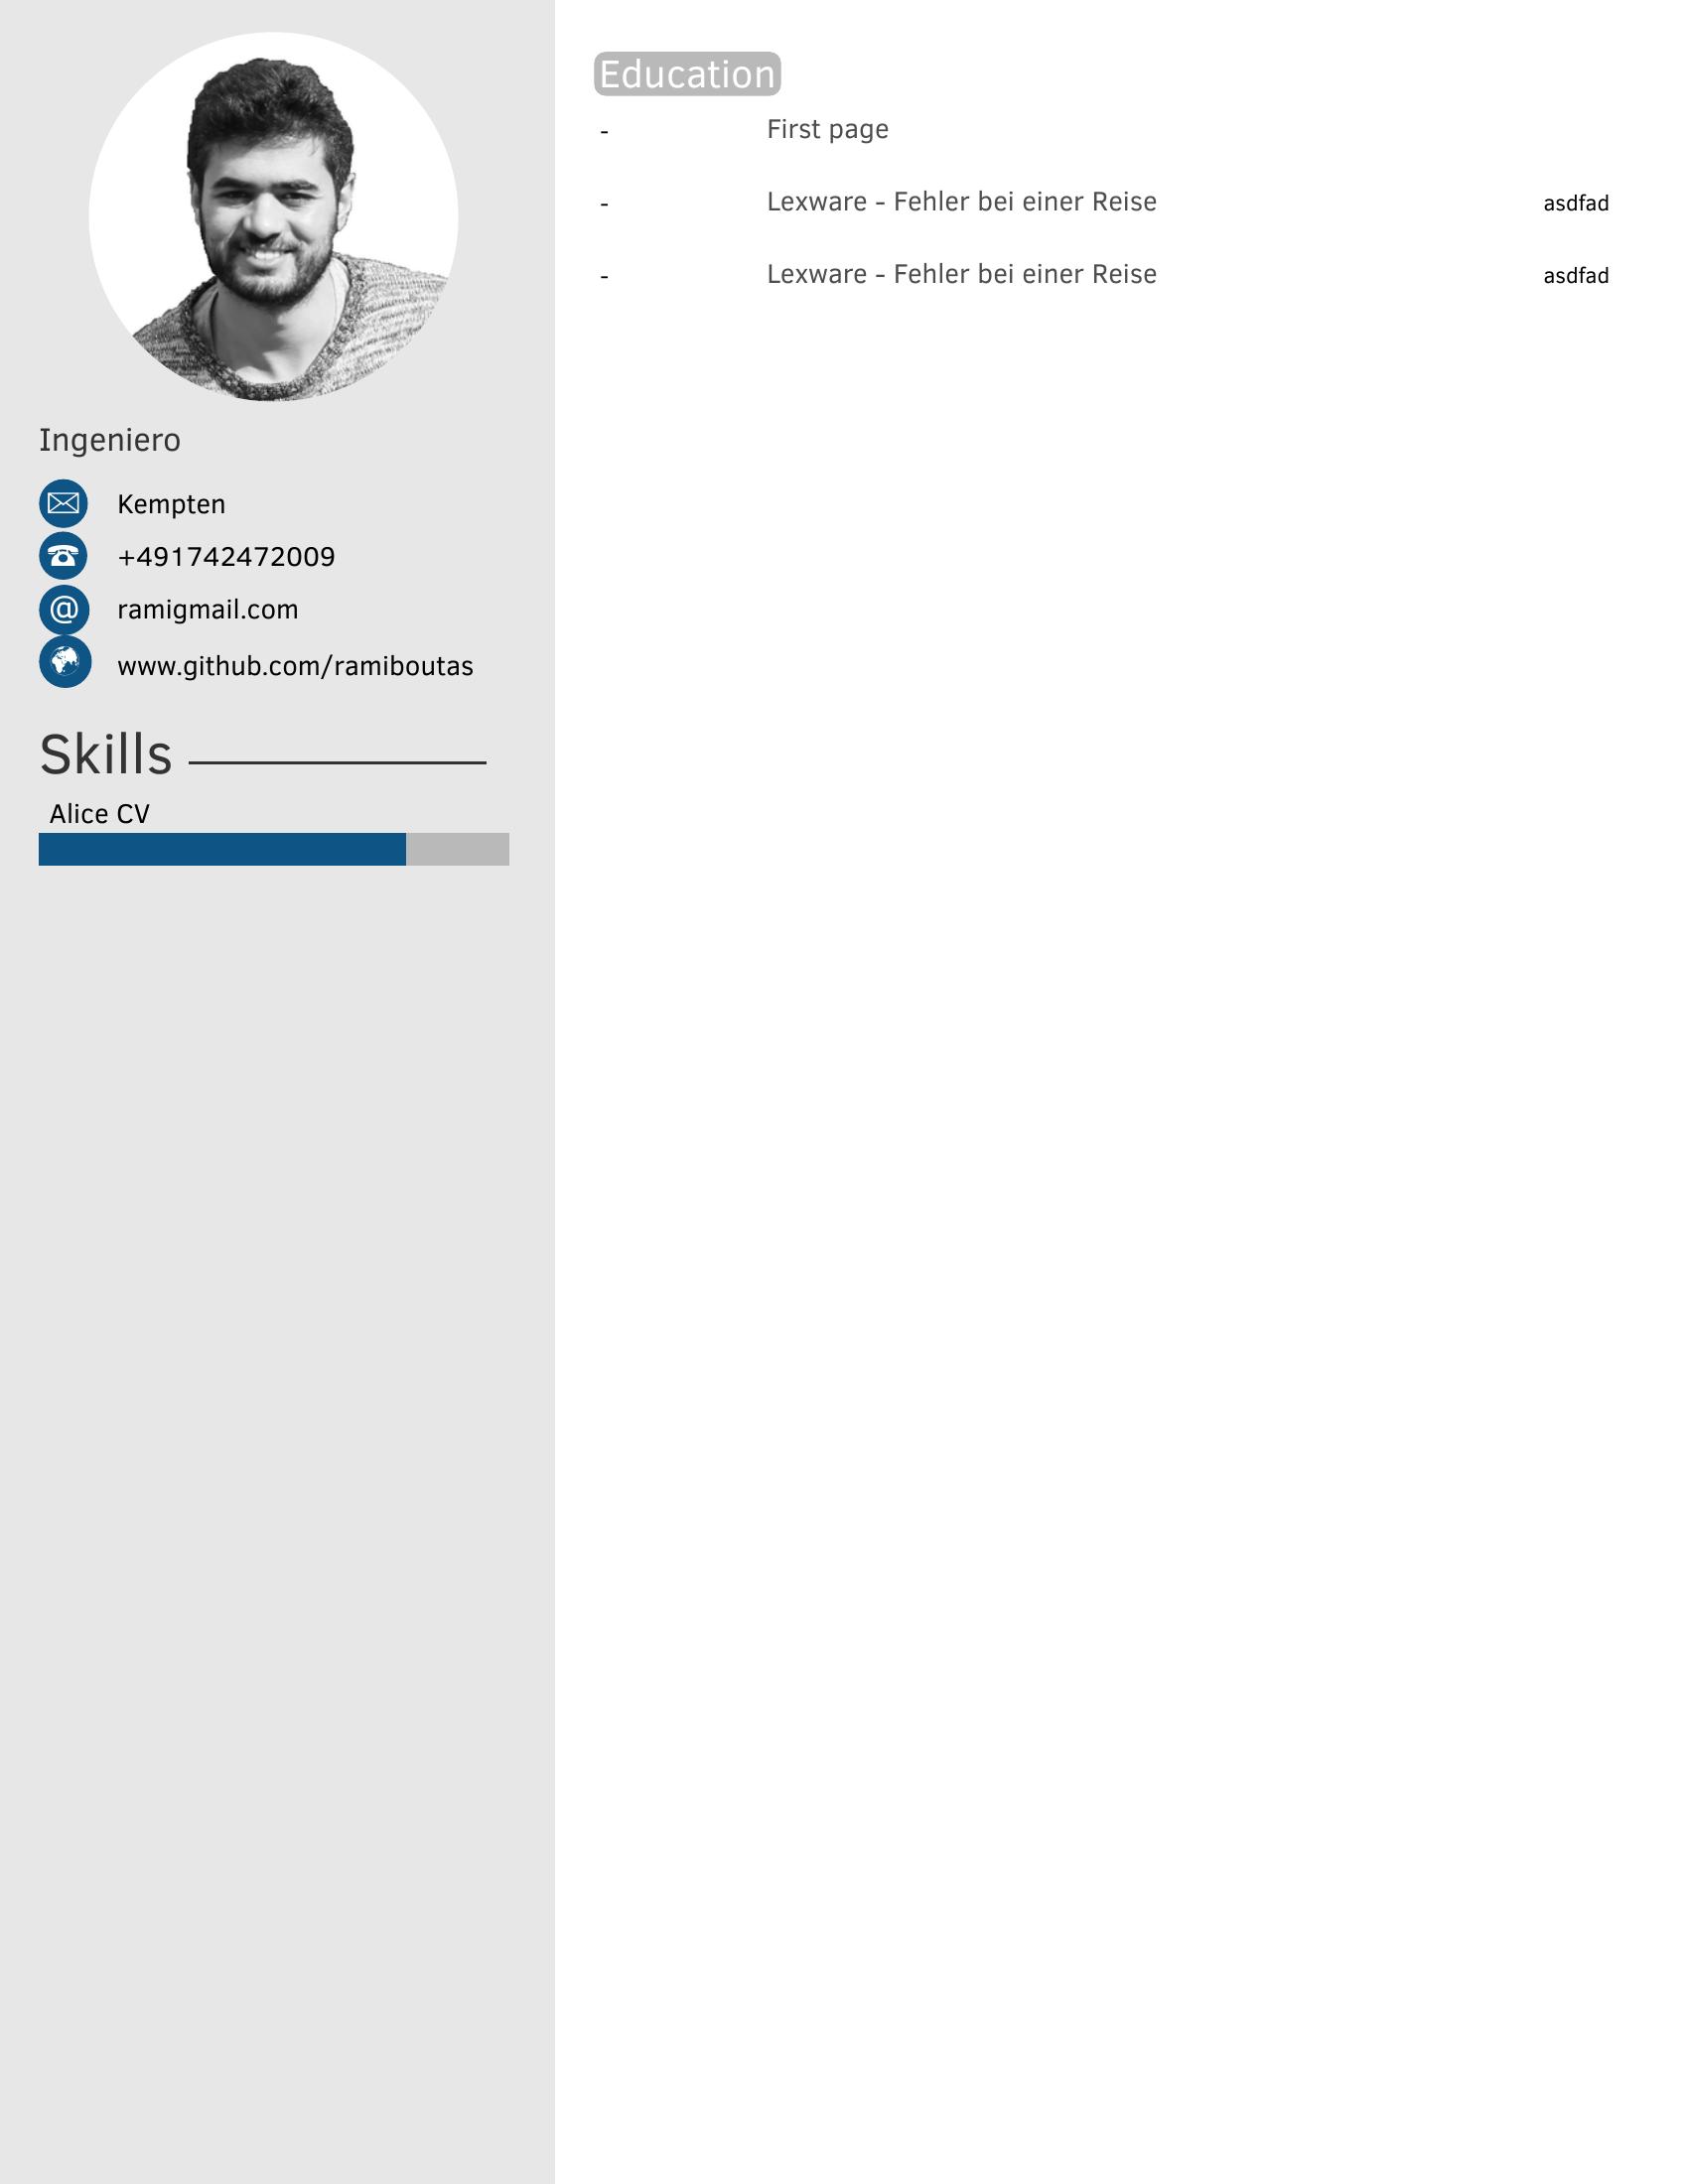 Ingeniero
Kempten
+491742472009
@
ramigmail.com
www.github.com/ramiboutas
Skills
Alice CV
Education
- First page
- Lexware - Fehler bei einer Reise asdfad
- Lexware - Fehler bei einer Reise asdfad